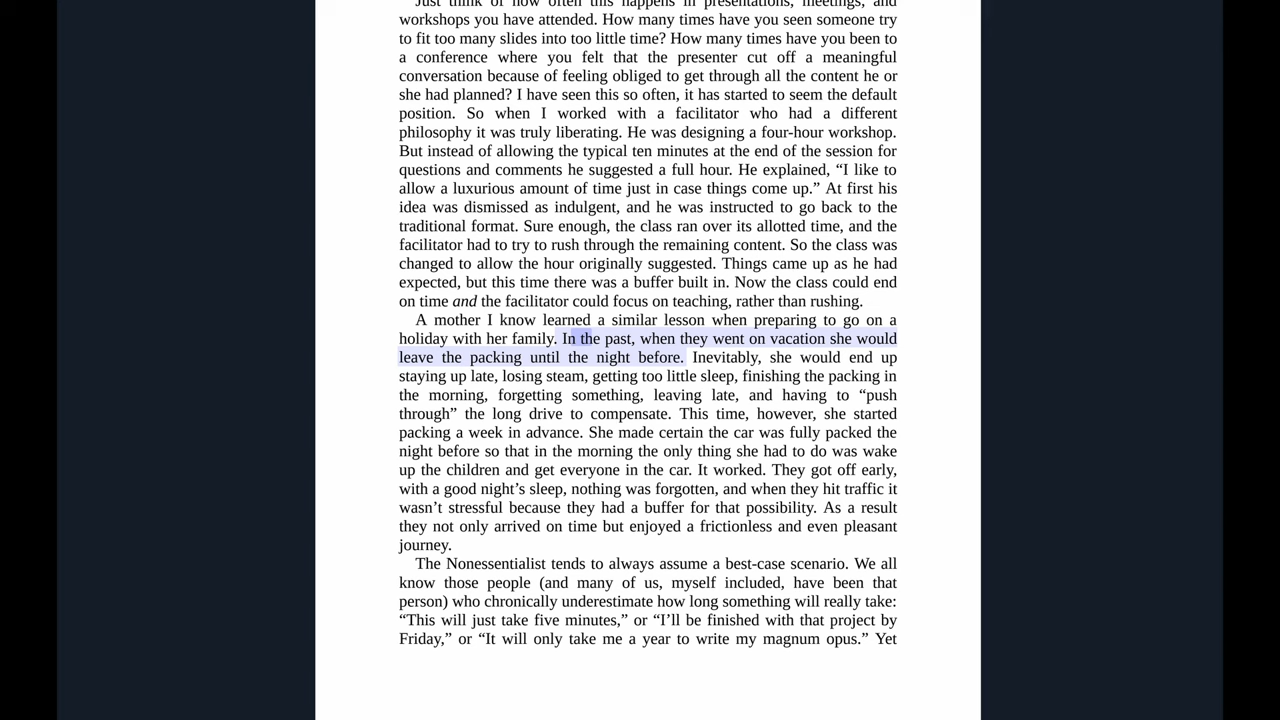 Just think of how often this happens in presentations, meetings, and
workshops you have attended. How many times have you seen someone try
to fit too many slides into too little time? How many times have you been to
a conference where you felt that the presenter cut off a meaningful
conversation because of feeling obliged to get through all the content he or
she had planned? I have seen this so often, it has started to seem the default
position. So when I worked with a facilitator who had a different
philosophy it was truly liberating. He was designing a four-hour workshop.
But instead of allowing the typical ten minutes at the end of the session for
questions and comments he suggested a full hour. He explained, “I like to
allow a luxurious amount of time just in case things come up.” At first his
idea was dismissed as indulgent, and he was instructed to go back to the
traditional format. Sure enough, the class ran over its allotted time, and the
facilitator had to try to rush through the remaining content. So the class was
changed to allow the hour originally suggested. Things came up as he had
expected, but this time there was a buffer built in. Now the class could end
on time and the facilitator could focus on teaching, rather than rushing.
A mother I know learned a similar lesson when preparing to go on a
holiday with her family. In the past, when they went on vacation she would
leave the packing until the night before. Inevitably, she would end up
staying up late, losing steam, getting too little sleep, finishing the packing in
the morning, forgetting something, leaving late, and having to “push
through” the long drive to compensate. This time, however, she started
packing a week in advance. She made certain the car was fully packed the
night before so that in the morning the only thing she had to do was wake
up the children and get everyone in the car. It worked. They got off early,
with a good night’s sleep, nothing was forgotten, and when they hit traffic it
wasn’t stressful because they had a buffer for that possibility. As a result
they not only arrived on time but enjoyed a frictionless and even pleasant
journey.
The Nonessentialist tends to always assume a best-case scenario. We all
know those people (and many of us, myself included, have been that
person) who chronically underestimate how long something will really take:
“This will just take five minutes,” or “I’ll be finished with that project by
Friday,” or “It will only take me a year to write my magnum opus.” Yet